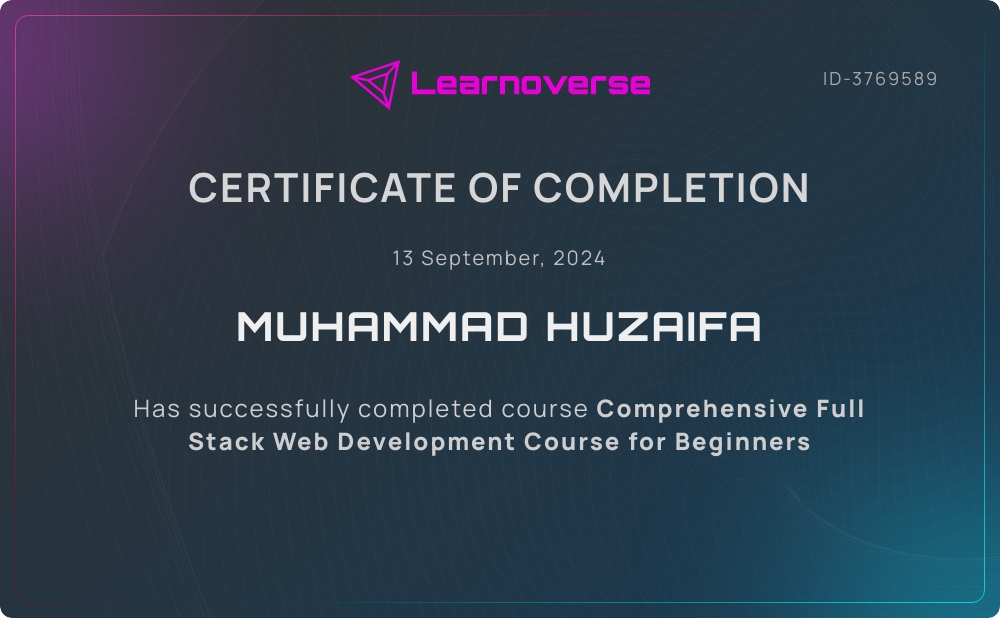 Learnoverse
ID-3769589
CERTIFICATE OF COMPLETION
13 September, 2024
MUHAMMAD HUZAIFA
Has successfully completed course Comprehensive Full
Stack Web Development Course for Beginners